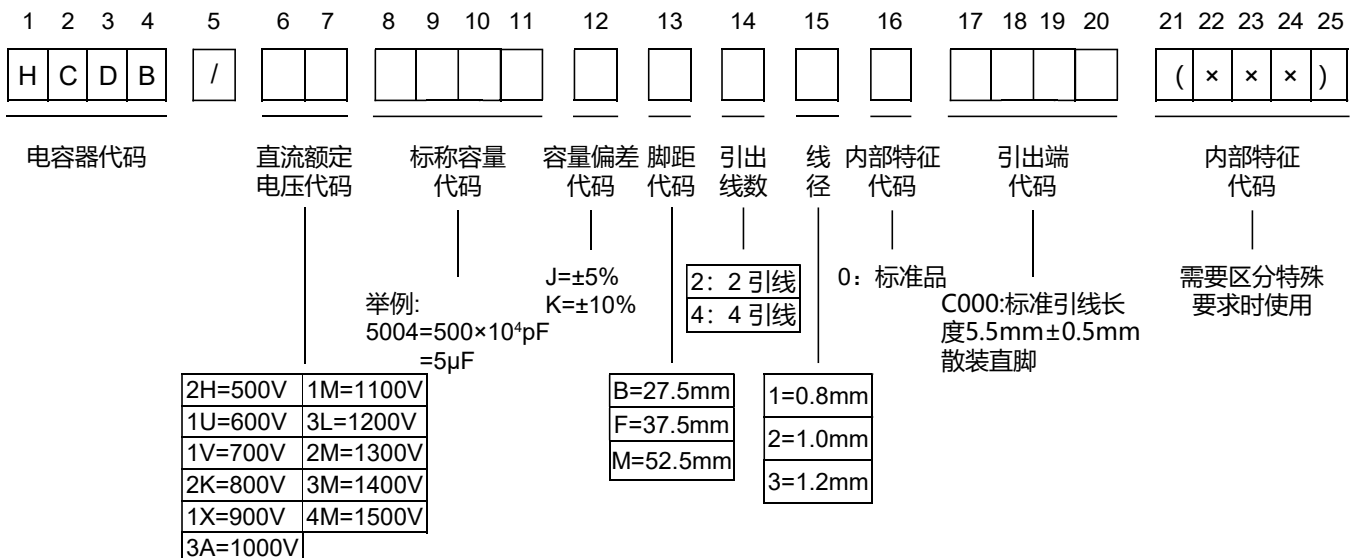 1 2 3 4 5 6 7 8 9 10 11 12 13 14 15 16 17 18 19 20 21 22 23 24 25
H C D B / ( × × × )
电容器代码 直流额定 标称容量 容量偏差 脚距 引出 线 内部特征 引出端 内部特征
电压代码 代码 代码 代码 线数 径 代码 代码 代码
举例:
5004=500×10⁴pF
=5μF
J=±5%
K=±10%
2：2 引线
4：4 引线
0：标准品
C000:标准引线长
度5.5mm±0.5mm
散装直脚
需要区分特殊
要求时使用
2H=500V 1M=1100V
1U=600V 3L=1200V
1V=700V 2M=1300V
2K=800V 3M=1400V
1X=900V 4M=1500V
3A=1000V
B=27.5mm
F=37.5mm
M=52.5mm
1=0.8mm
2=1.0mm
3=1.2mm